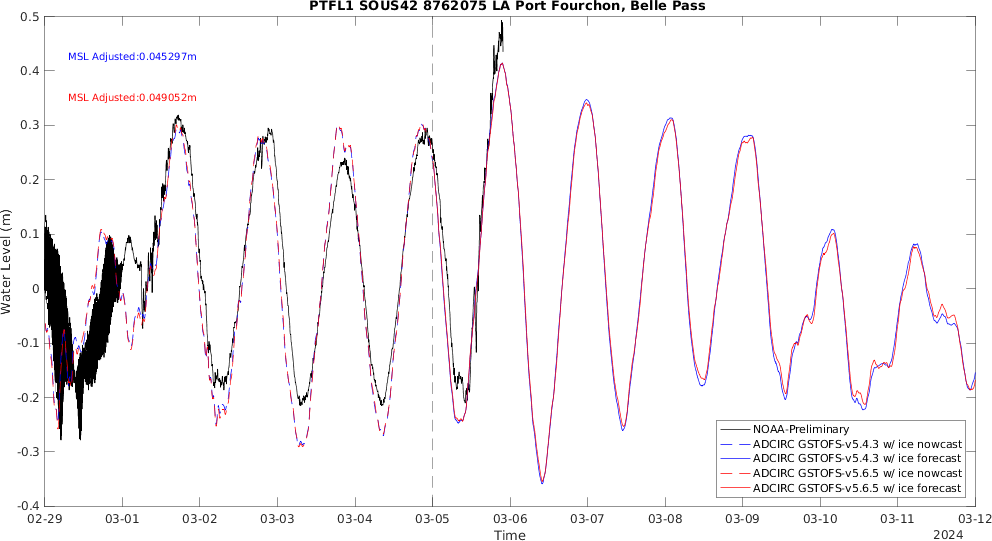 PTFL1 SOUS42 8762075 LA Port Fourchon, Belle Pass
MSL Adjusted:0.045297m
MSL Adjusted:0.049052m
Water Level (m)
0.5
0.4
0.3
0.2
0.1
0
-0.1
-0.2
-0.3
-0.4
NOAA-Preliminary
ADCIRC GSTOFS-v5.4.3 w/ ice nowcast
ADCIRC GSTOFS-v5.4.3 w/ ice forecast
ADCIRC GSTOFS-v5.6.5 w/ ice nowcast
ADCIRC GSTOFS-v5.6.5 w/ ice forecast
02-29 03-01 03-02 03-03 03-04 03-05 03-06 03-07 03-08 03-09 03-10 03-11 03-12
Time
2024